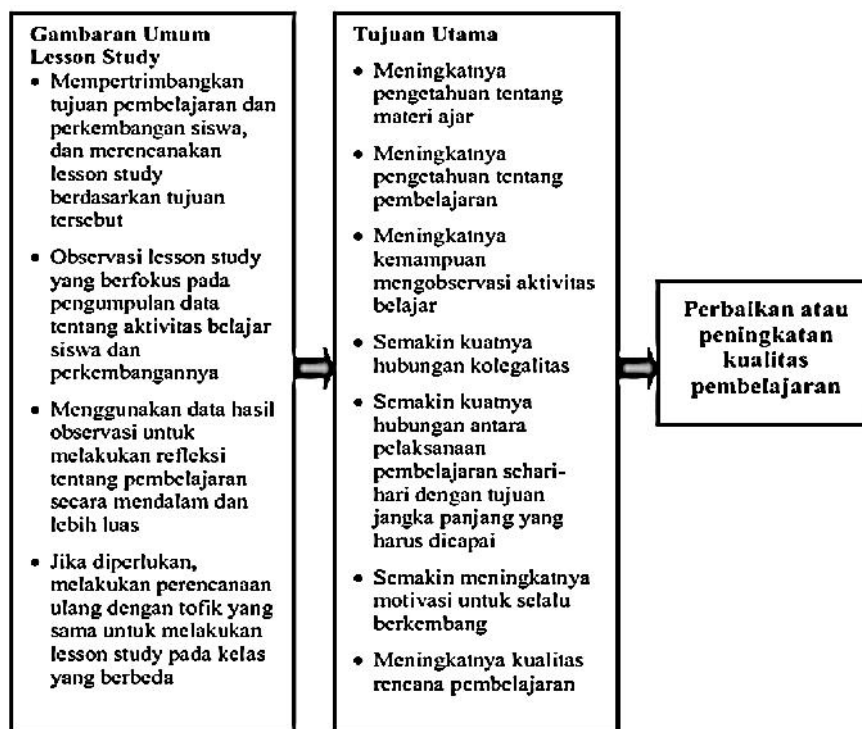 Gambaran Umum
Lesson Study
• Mempertrimbangkan
tujuan pembelajaran dan
perkembangan siswa,
dan merencanakan
lesson study
berdasarkan tujuan
tersebut
• Observasi lesson study
yang berfokus pada
pengumpulan data
tentang aktivitas belajar
siswa dan
perkembangannya
• Menggunakan data hasil
observasi untuk
melakukan refleksi
tentang pembelajaran
secara mendalam dan
lebih luas
• Jika diperlukan,
melakukan perencanaan
ulang dengan tofik yang
sama untuk melakukan
lesson study pada kelas
yang berbeda
Tujuan Utama
• Meningkatnya
pengetahuan tentang
materi ajar
• Meningkatnya
pengetahuan tentang
pembelajaran
• Meningkatnya
kemampuan
mengobservasi aktivitas
belajar
• Semakin kuatnya
hubungan kolegalitas
• Semakin kuatnya
hubungan antara
pelaksanaan
pembelajaran sehari-
hari dengan tujuan
jangka panjang yang
harus dicapai
• Semakin meningkatnya
motivasi untuk selalu
berkembang
• Meningkatnya kualitas
rencana pembelajaran
Perbaikan atau
peningkatan
kualitas
pembelajaran